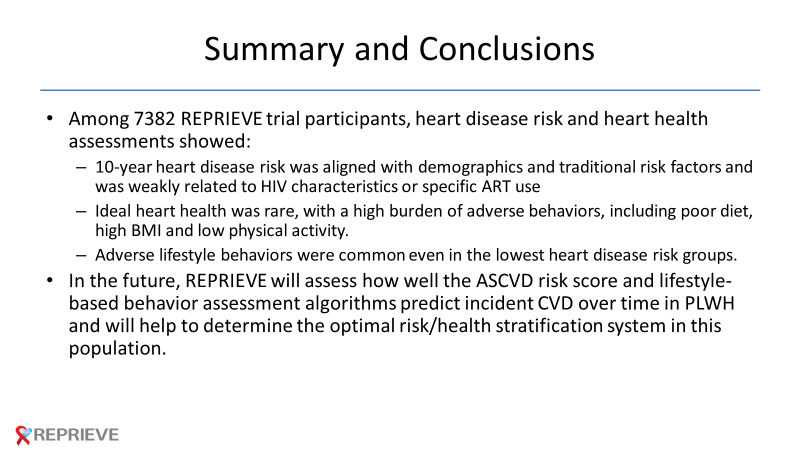 Summary and Conclusions
• Among 7382 REPRIEVE trial participants, heart disease risk and heart health
assessments showed:
– 10-year heart disease risk was aligned with demographics and traditional risk factors and
was weakly related to HIV characteristics or specific ART use
– Ideal heart health was rare, with a high burden of adverse behaviors, including poor diet,
high BMI and low physical activity.
– Adverse lifestyle behaviors were common even in the lowest heart disease risk groups.
• In the future, REPRIEVE will assess how well the ASCVD risk score and lifestyle-
based behavior assessment algorithms predict incident CVD over time in PLWH
and will help to determine the optimal risk/health stratification system in this
population.
REPRIEVE